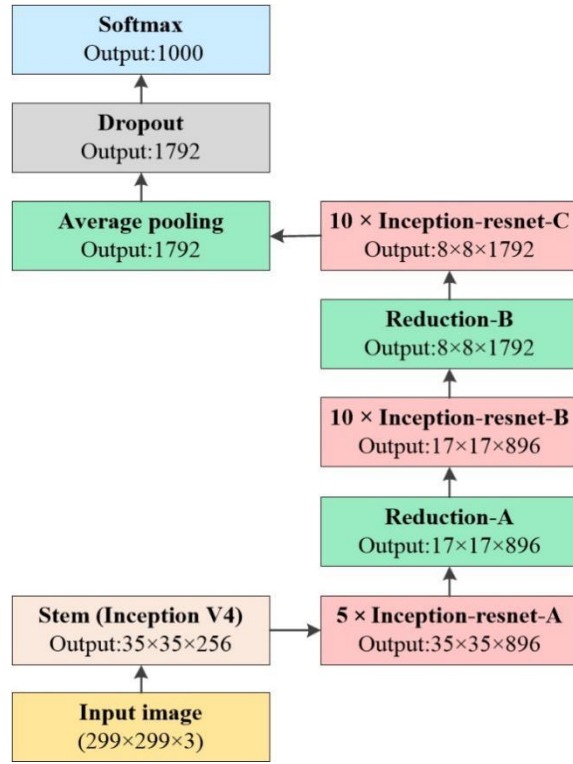 Softmax
Output:1000
Dropout
Output:1792
Average pooling
Output:1792
10 × Inception-resnet-C
Output:8×8×1792
Reduction-B
Output:8×8×1792
10 × Inception-resnet-B
Output:17×17×896
Reduction-A
Output:17×17×896
Stem (Inception V4)
Output:35×35×256
5 × Inception-resnet-A
Output:35×35×896
Input image
(299×299×3)